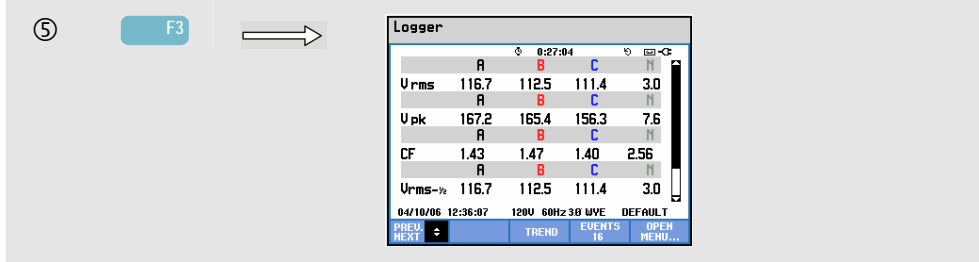 ⑤ F3
Logger
0:27:04
A B C N
Vrms 116.7 112.5 111.4 3.0
A B C N
Vpk 167.2 165.4 156.3 7.6
A B C N
CF 1.43 1.47 1.40 2.56
A B C N
Vrms-½ 116.7 112.5 111.4 3.0
04/10/06 12:36:07 120V 60Hz 3Ø WYE DEFAULT
PREV. NEXT TREND EVENTS 16 OPEN MENU...